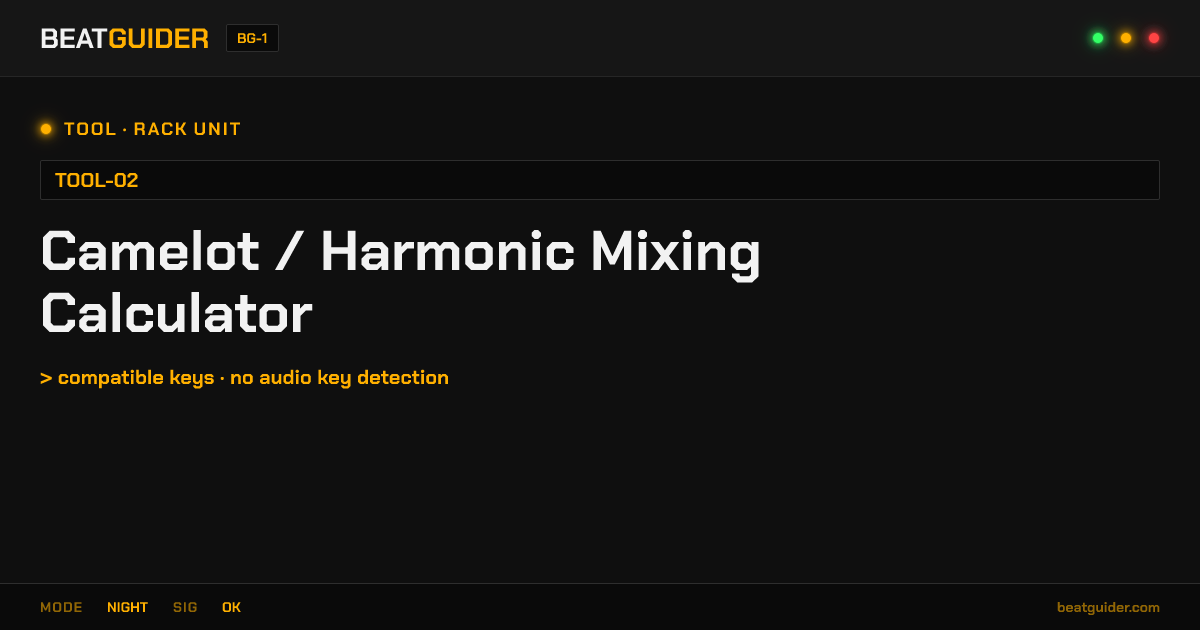 BEATGUIDER BG-1
TOOL · RACK UNIT
TOOL-02
Camelot / Harmonic Mixing
Calculator
> compatible keys · no audio key detection
MODE NIGHT SIG OK beatguider.com